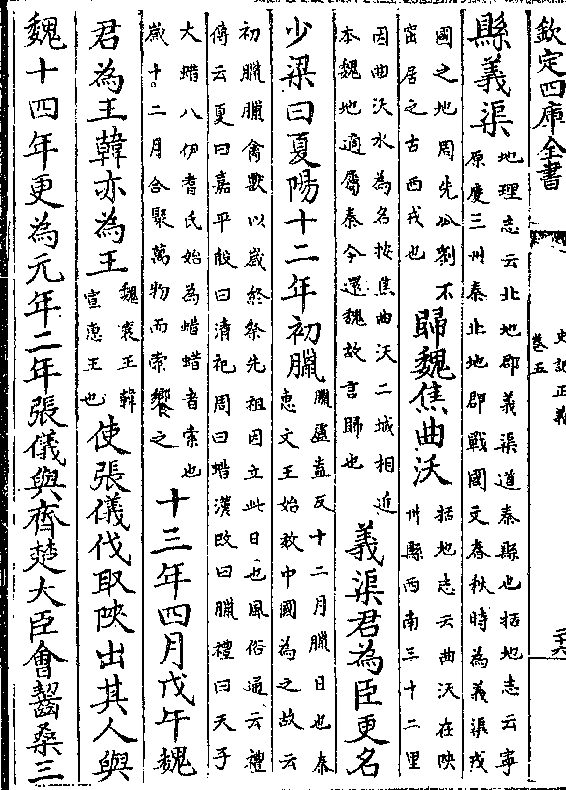 欽定四庫全書
史記正義
卷五
二六
縣義渠
地理志云北地郡義渠道秦縣也括地志云寧
原慶三州秦北地郡戰國及春秋時為義渠戎
國之地周先公劉不
窋居之古西戎也
歸魏焦曲沃
括地志云曲沃在陜
州縣西南三十二里
因曲沃水為名按焦曲沃二城相近
本魏地適屬秦今還魏故言歸也
義渠君為臣更名
少梁曰夏陽十二年初臘
臘盧盍反十二月臘日也秦
惠文王始效中國為之故云
初臘臘禽獸以歲終祭先祖因立此日也風俗通云禮
傳云夏曰嘉平殷曰清祀周曰蜡漢改曰臘禮曰天子
大蜡八伊耆氏始為蜡蜡者索也
歲十二月合聚萬物而索饗之
十三年四月戊午魏
君為王韓亦為王
魏襄王韓
宣惠王也
使張儀伐取陜出其人與
魏十四年更為元年二年張儀與齊楚大臣會齧桑三